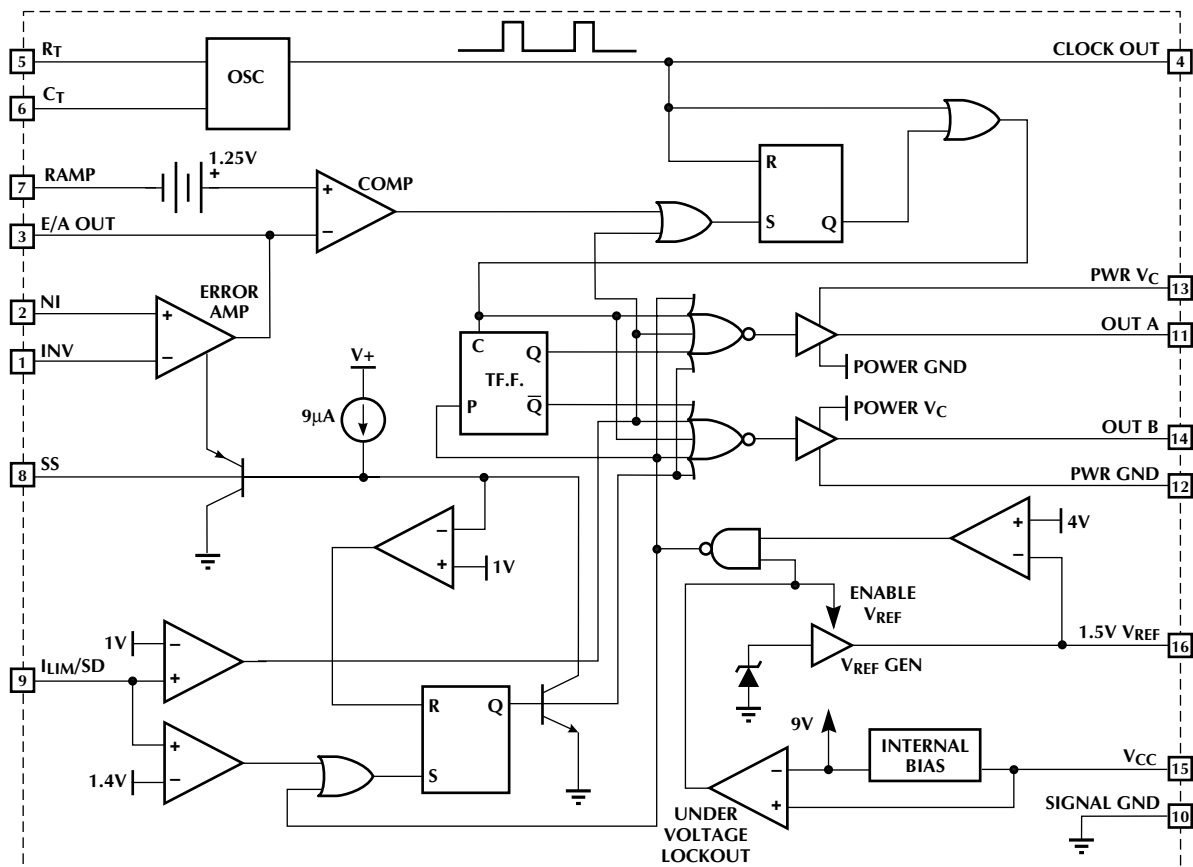 5 RT
OSC
CLOCK OUT 4
6 CT
7 RAMP
1.25V
+
COMP
+
−
3 E/A OUT
R
S
Q
2 NI
1 INV
ERROR
AMP
+
−
C
Q
TF.F.
P
Q̅
V+
9µA
PWR VC 13
OUT A 11
POWER GND
POWER VC
OUT B 14
PWR GND 12
8 SS
−
+
1V
+
−
4V
ENABLE
VREF
1.5V VREF 16
VREF GEN
1V
−
+
9 ILIM/SD
R
Q
S
+
−
1.4V
9V
INTERNAL
BIAS
VCC 15
−
+
UNDER
VOLTAGE
LOCKOUT
SIGNAL GND 10